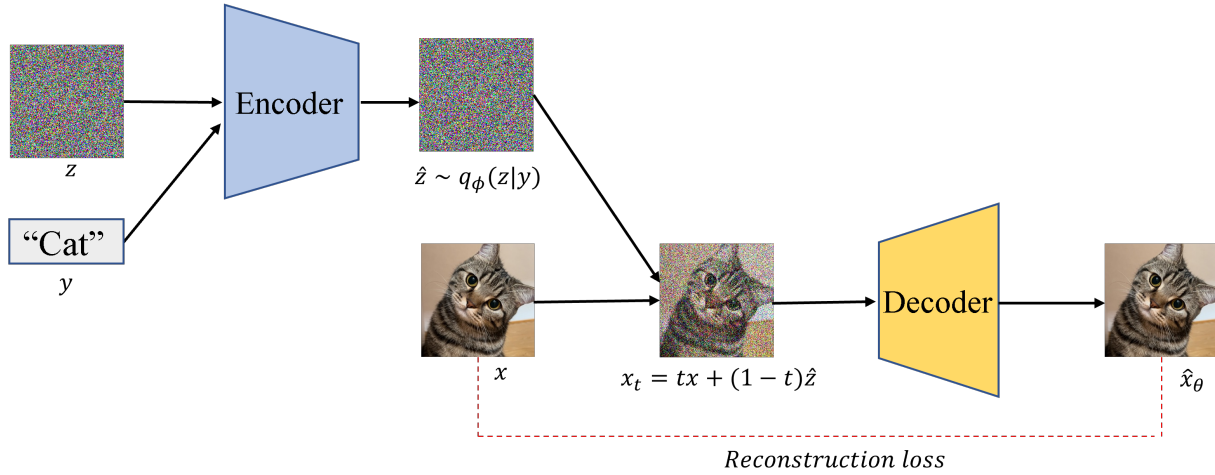 Encoder
z
ẑ ~ q_ϕ(z|y)
“Cat”
y
Decoder
x
x_t = tx + (1 − t)ẑ
x̂_θ
Reconstruction loss